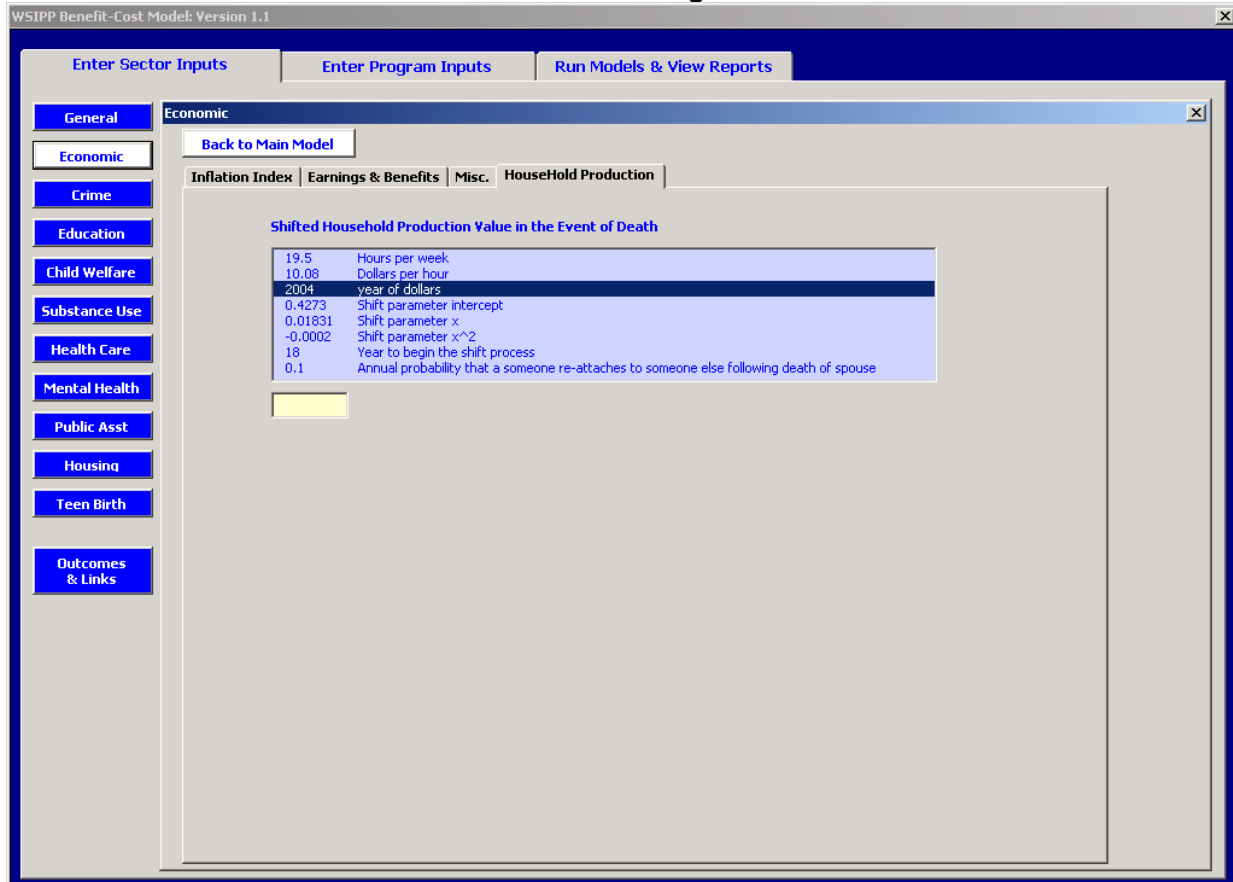 WSIPP Benefit-Cost Model: Version 1.1
Enter Sector Inputs
Enter Program Inputs
Run Models & View Reports
General
Economic
Crime
Education
Child Welfare
Substance Use
Health Care
Mental Health
Public Asst
Housing
Teen Birth
Outcomes
& Links
Economic
Back to Main Model
Inflation Index
Earnings & Benefits
Misc.
HouseHold Production
Shifted Household Production Value in the Event of Death
19.5 Hours per week
10.08 Dollars per hour
2004 year of dollars
0.4273 Shift parameter intercept
0.01831 Shift parameter x
-0.0002 Shift parameter x^2
18 Year to begin the shift process
0.1 Annual probability that a someone re-attaches to someone else following death of spouse